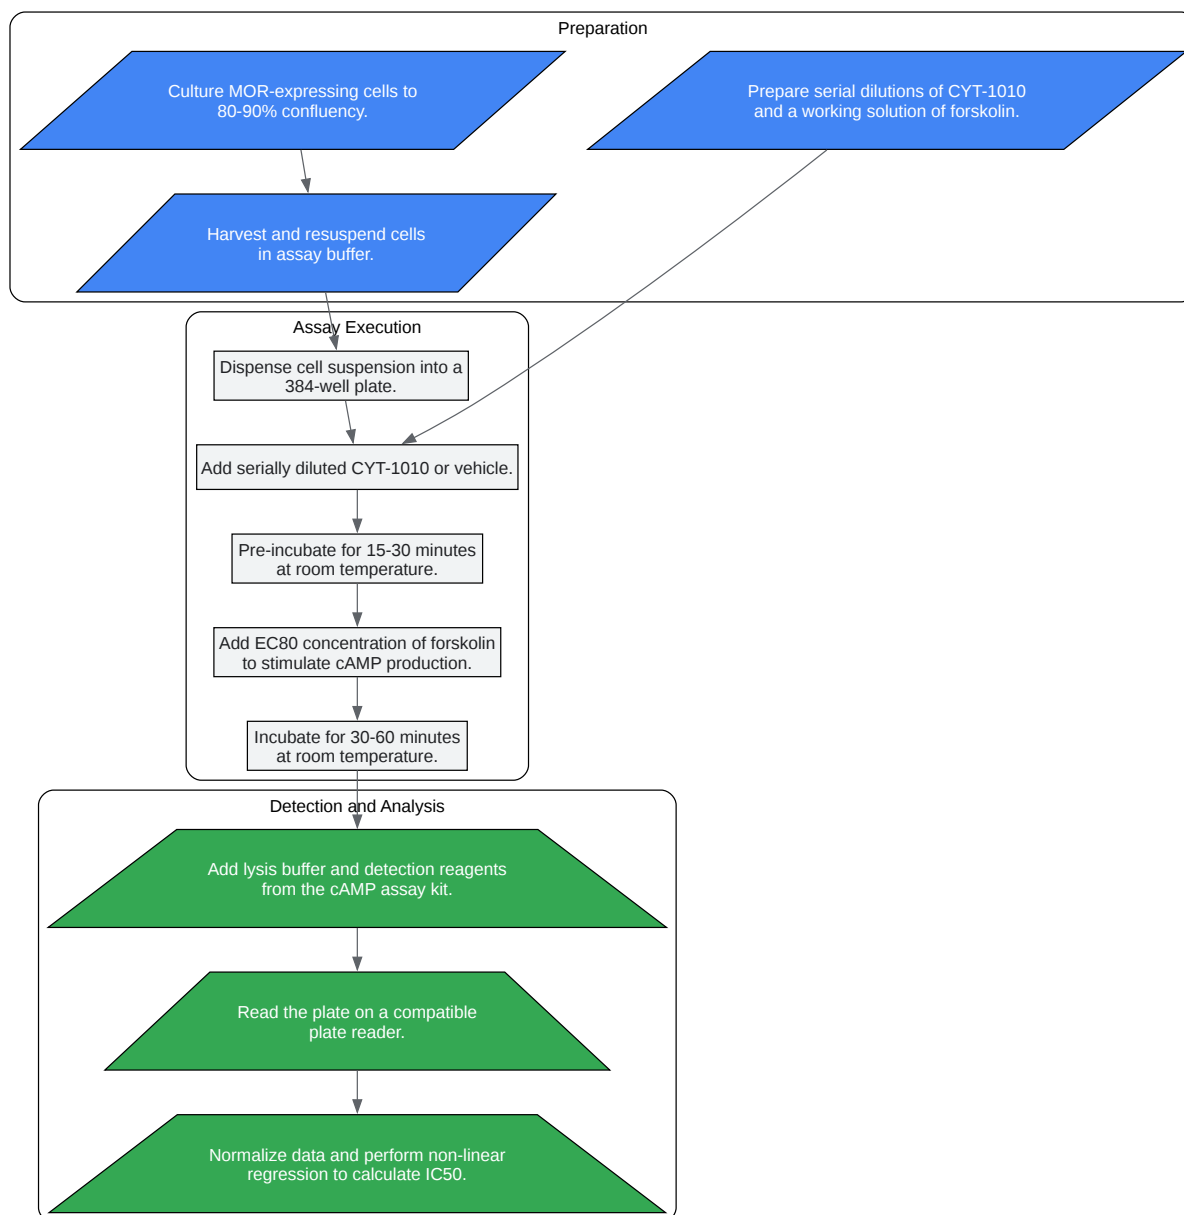 Preparation
Culture MOR-expressing cells to
80-90% confluency.
Prepare serial dilutions of CYT-1010
and a working solution of forskolin.
Harvest and resuspend cells
in assay buffer.
Assay Execution
Dispense cell suspension into a
384-well plate.
Add serially diluted CYT-1010 or vehicle.
Pre-incubate for 15-30 minutes
at room temperature.
Add EC80 concentration of forskolin
to stimulate cAMP production.
Incubate for 30-60 minutes
at room temperature.
Detection and Analysis
Add lysis buffer and detection reagents
from the cAMP assay kit.
Read the plate on a compatible
plate reader.
Normalize data and perform non-linear
regression to calculate IC50.